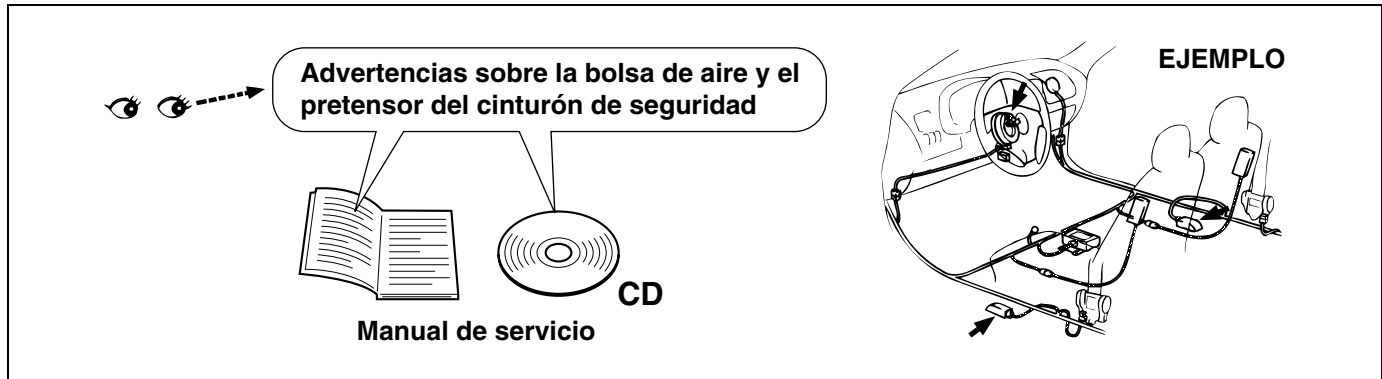 Advertencias sobre la bolsa de aire y el
pretensor del cinturón de seguridad
EJEMPLO
CD
Manual de servicio